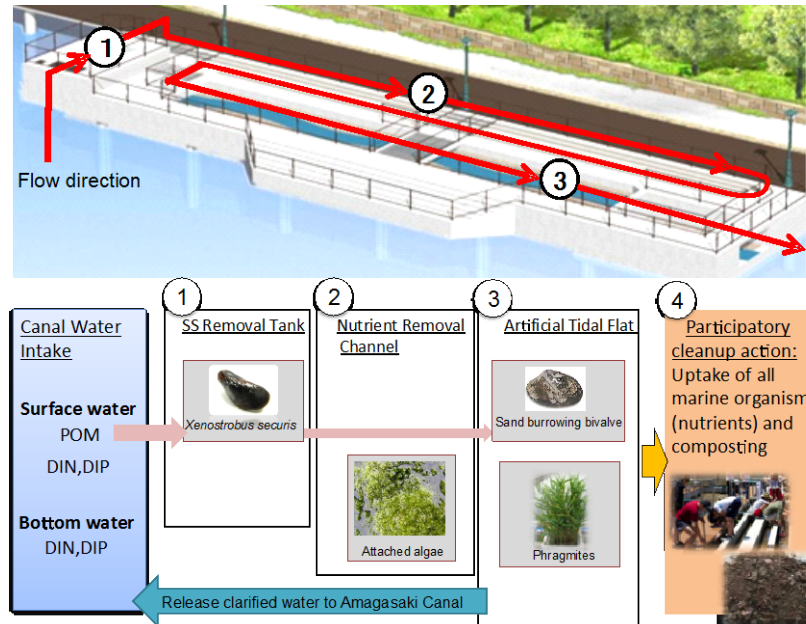 1
2
3
Flow direction
1
2
3
4
Canal Water
Intake
Surface water
POM
DIN,DIP
Bottom water
DIN,DIP
SS Removal Tank
Xenostrobus securis
Nutrient Removal
Channel
Attached algae
Artificial Tidal Flat
Sand burrowing bivalve
Phragmites
Participatory
cleanup action:
Uptake of all
marine organism
(nutrients) and
composting
Release clarified water to Amagasaki Canal